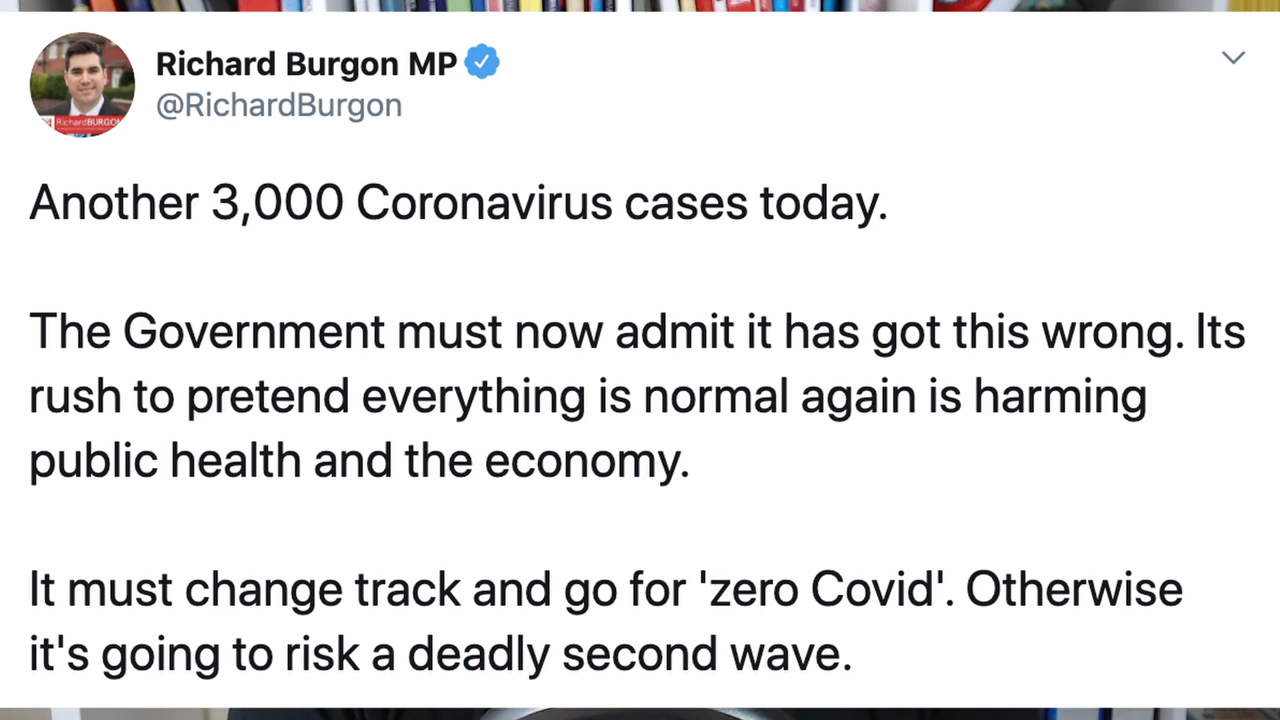 Richard Burgon MP
@RichardBurgon
RichardBURGON
Another 3,000 Coronavirus cases today.
The Government must now admit it has got this wrong. Its
rush to pretend everything is normal again is harming
public health and the economy.
It must change track and go for 'zero Covid'. Otherwise
it's going to risk a deadly second wave.